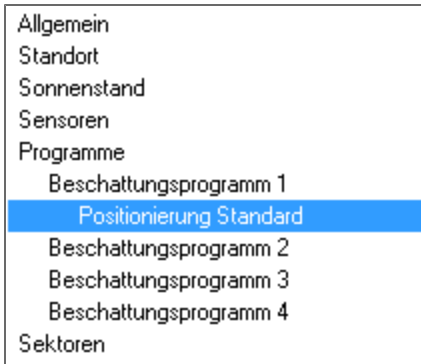 Allgemein
Standort
Sonnenstand
Sensoren
Programme
Beschattungsprogramm 1
Positionierung Standard
Beschattungsprogramm 2
Beschattungsprogramm 3
Beschattungsprogramm 4
Sektoren